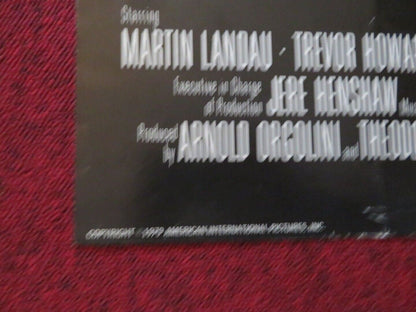 Starring
MARTIN LANDAU · TREVOR HOWA
Executive in Charge
of Production JERE HENSHAW
Produced
by ARNOLD ORGOLINI and THEODO
COPYRIGHT 1979 AMERICAN INTERNATIONAL PICTURES, INC.